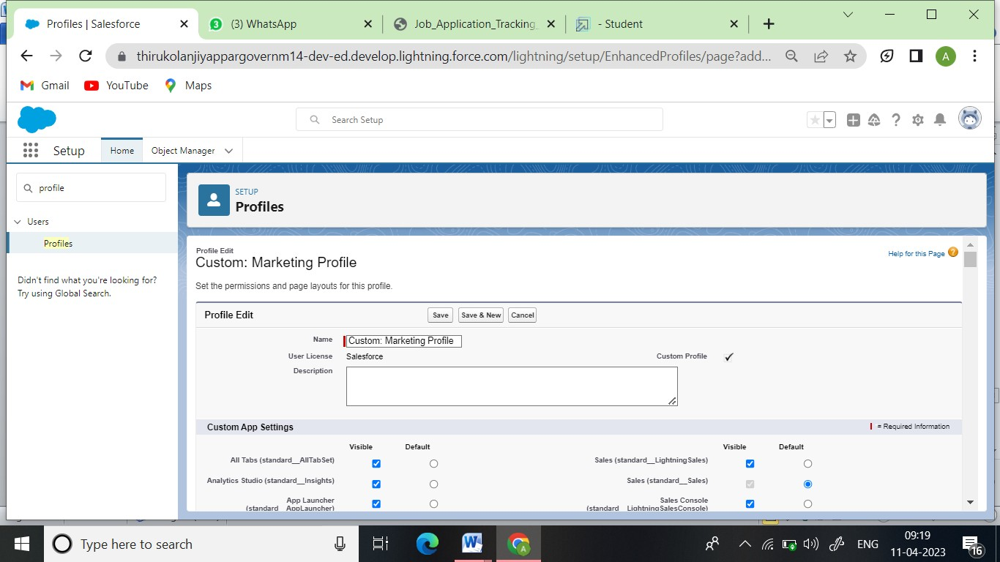 Profiles | Salesforce
3
(3) WhatsApp
Job_Application_Tracking
- Student
thirukolanjiyappargovernm14-dev-ed.develop.lightning.force.com/lightning/setup/EnhancedProfiles/page?add...
A
Gmail
YouTube
Maps
Search Setup
Setup
Home
Object Manager
profile
Users
Profiles
Didn't find what you're looking for?
Try using Global Search.
SETUP
Profiles
Profile Edit
Custom: Marketing Profile
Help for this Page
Set the permissions and page layouts for this profile.
Profile Edit
Save
Save & New
Cancel
Name
Custom: Marketing Profile
User License
Salesforce
Custom Profile
Description
Custom App Settings
= Required Information
Visible
Default
Visible
Default
All Tabs (standard__AllTabSet)
Sales (standard__LightningSales)
Analytics Studio (standard__Insights)
Sales (standard__Sales)
App Launcher
(standard__AppLauncher)
Sales Console
(standard__LightningSalesConsole)
Type here to search
A
ENG
09:19
11-04-2023
16